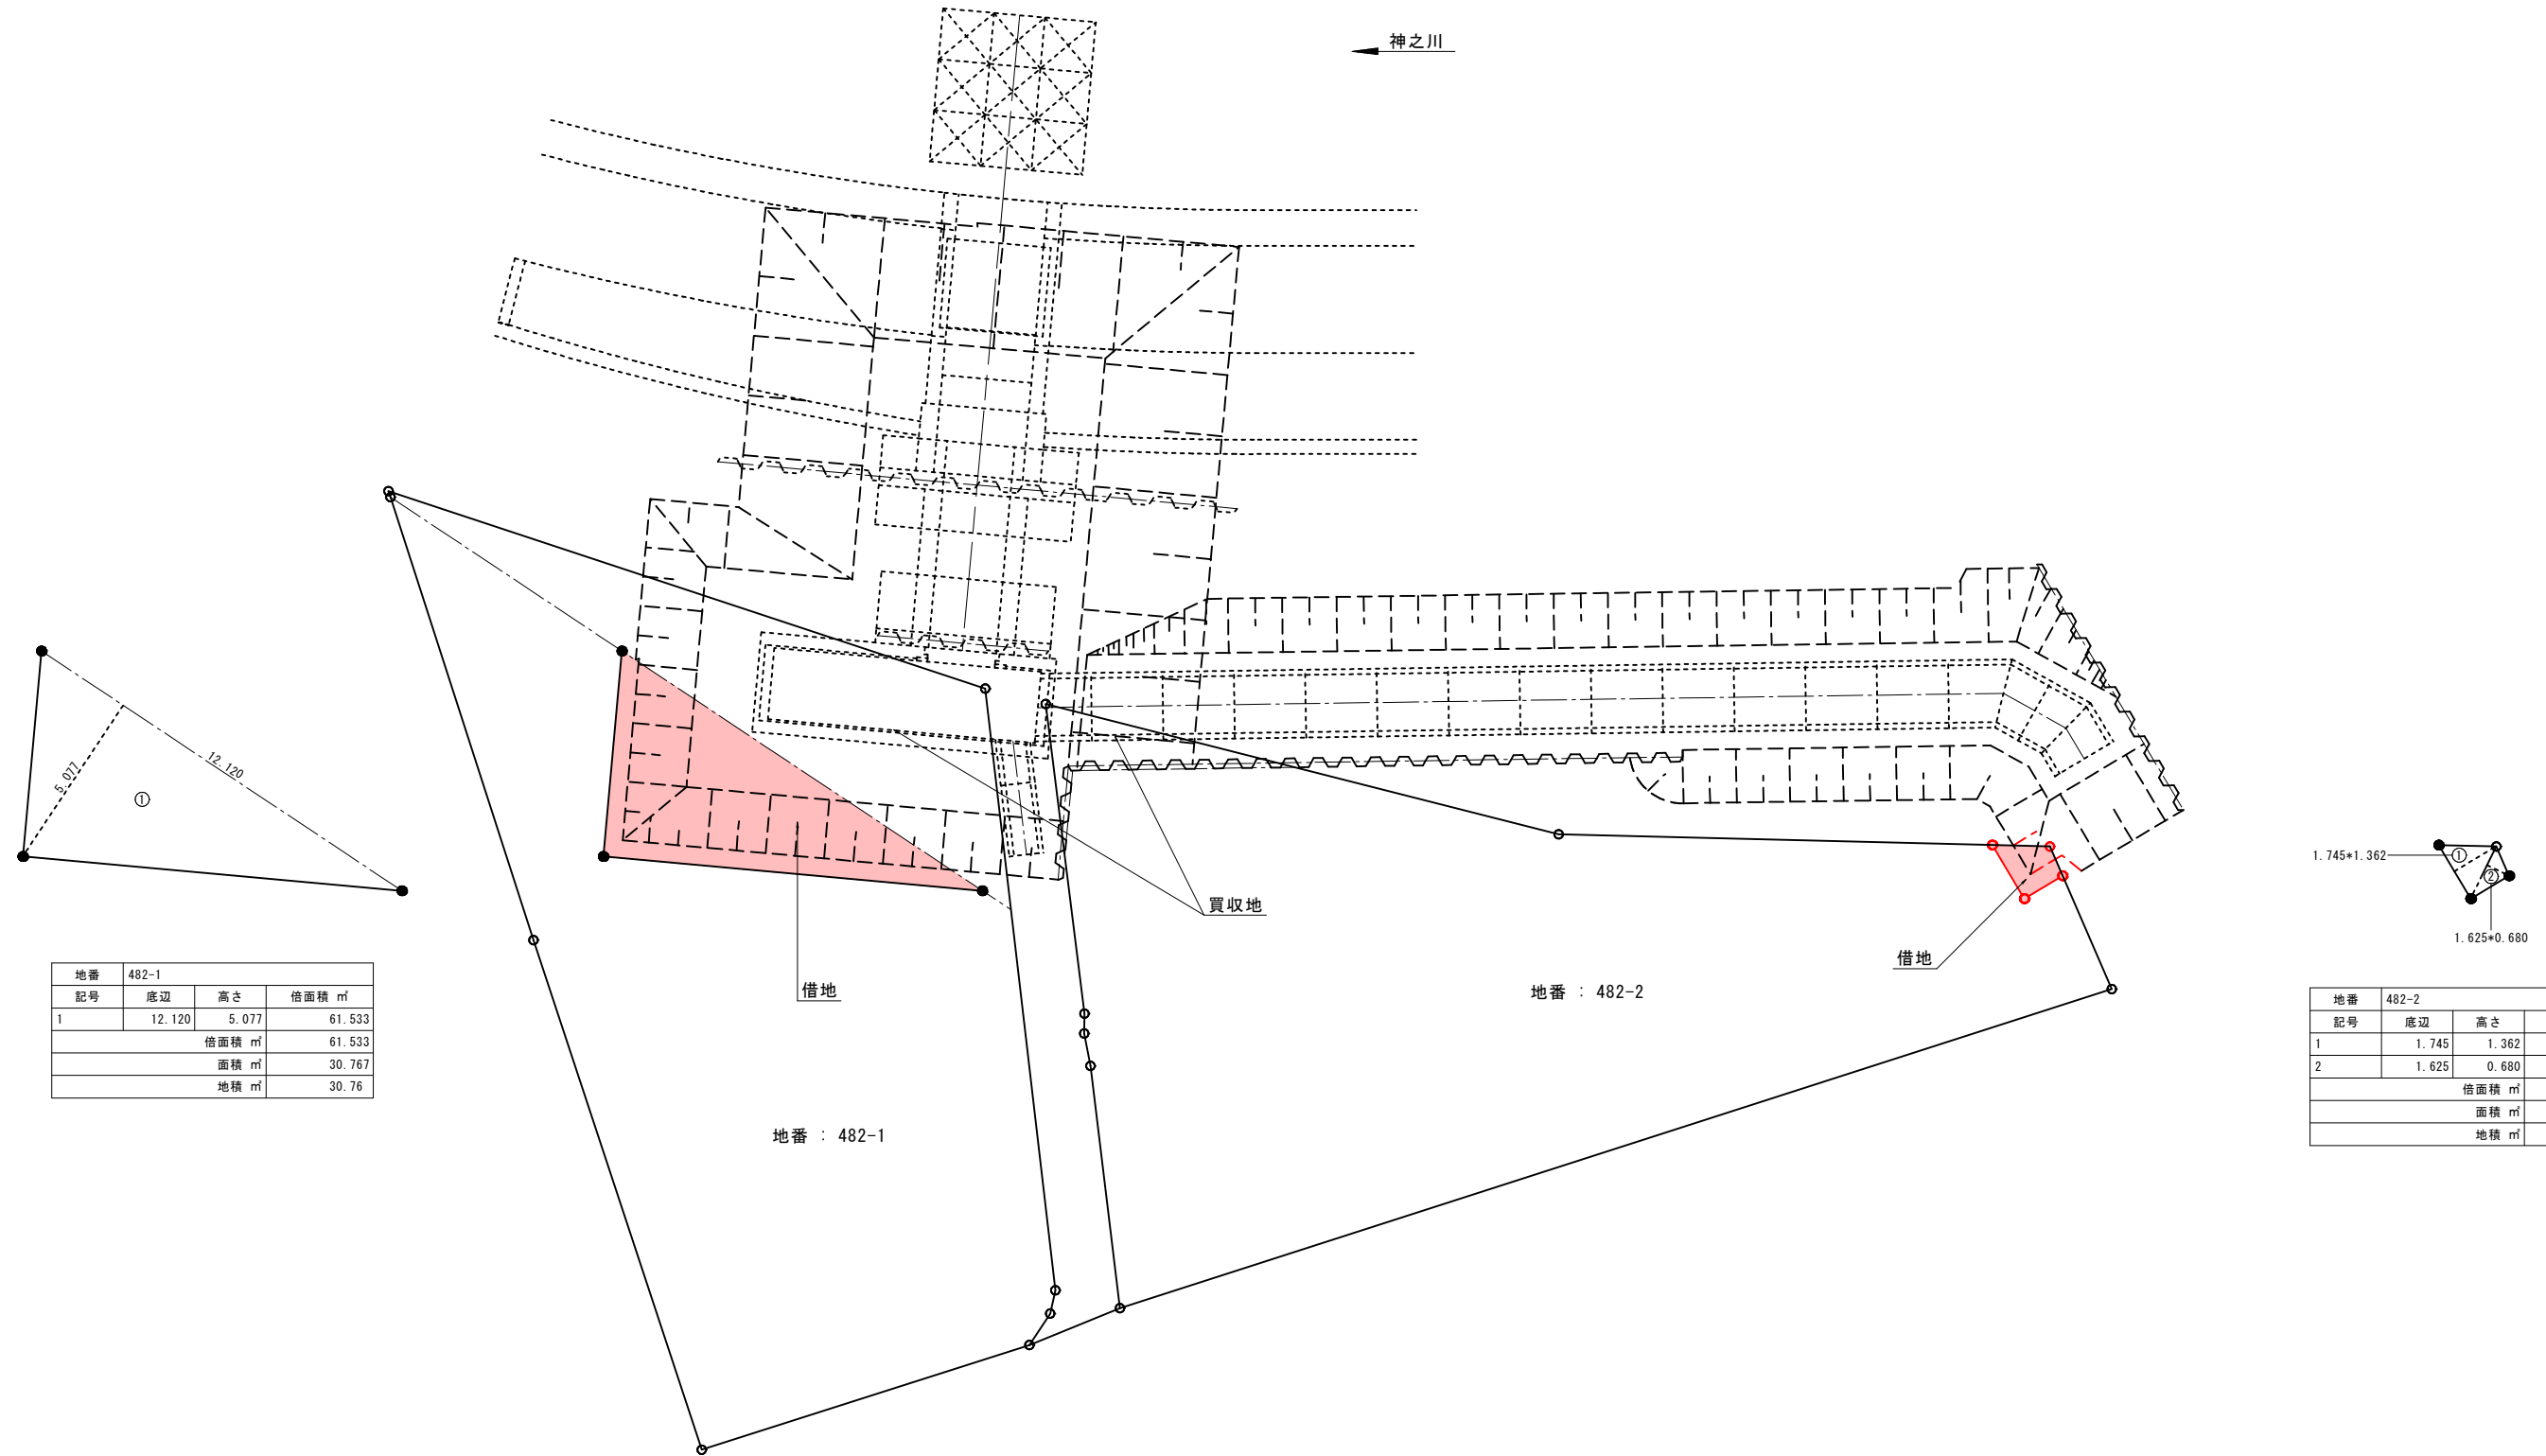 神之川
12.120
5.077
①
1.745*1.362
①
②
1.625*0.680
買収地
借地
借地
地番 : 482-2
地番 : 482-1
地番 482-1
記号 底辺 高さ 倍面積 ㎡
1 12.120 5.077 61.533
倍面積 ㎡ 61.533
面積 ㎡ 30.767
地積 ㎡ 30.76
地番 482-2
記号 底辺 高さ
1 1.745 1.362
2 1.625 0.680
倍面積 ㎡
面積 ㎡
地積 ㎡